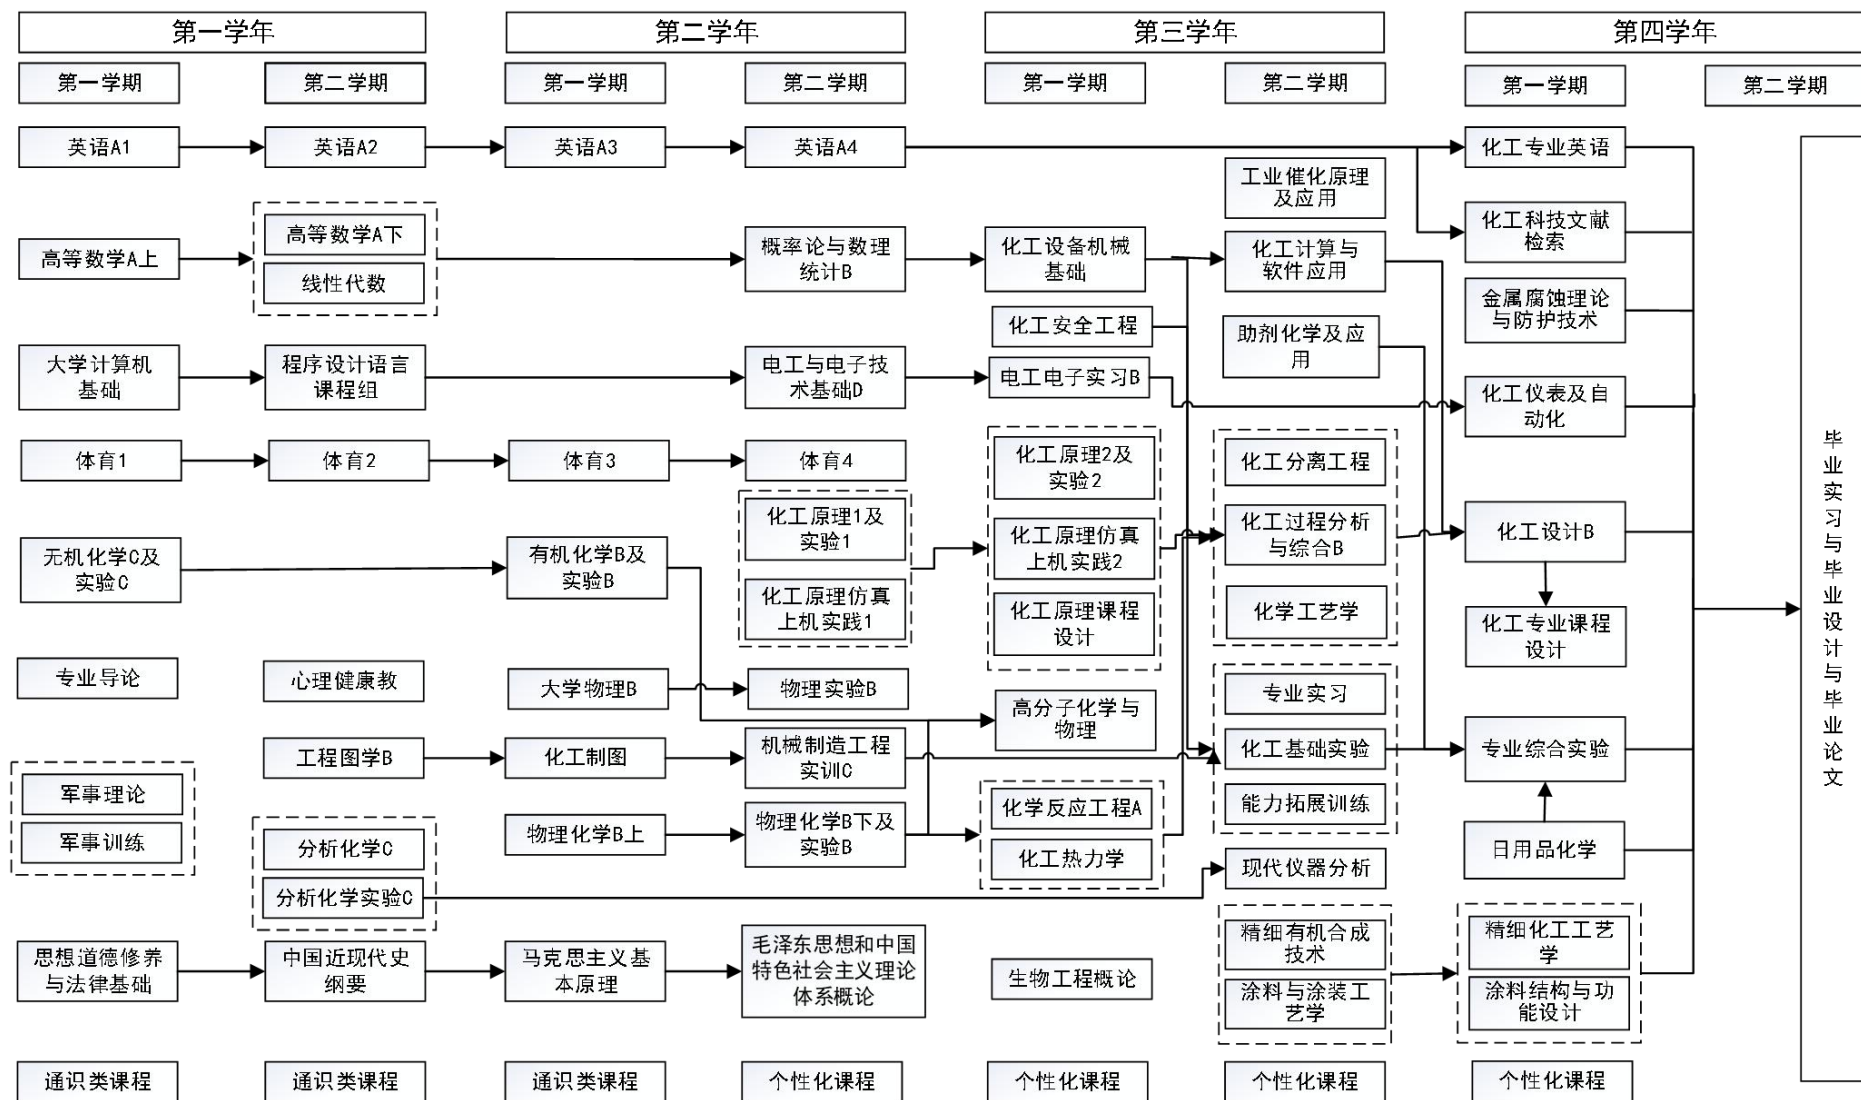 第一学年
第二学年
第三学年
第四学年
第一学期
第二学期
第一学期
第二学期
第一学期
第二学期
第一学期
第二学期
英语A1
英语A2
英语A3
英语A4
化工专业英语
工业催化原理
及应用
高等数学A上
高等数学A下
线性代数
概率论与数理
统计B
化工设备机械
基础
化工计算与
软件应用
化工科技文献
检索
化工安全工程
金属腐蚀理论
与防护技术
大学计算机
基础
程序设计语言
课程组
电工与电子技
术基础D
电工电子实习B
助剂化学及应
用
化工仪表及自
动化
体育1
体育2
体育3
体育4
化工原理2及
实验2
化工分离工程
无机化学C及
实验C
有机化学B及
实验B
化工原理1及
实验1
化工原理仿真
上机实践1
化工原理仿真
上机实践2
化工原理课程
设计
化工过程分析
与综合B
化学工艺学
化工设计B
化工专业课程
设计
专业导论
心理健康教
大学物理B
物理实验B
高分子化学与
物理
专业实习
工程图学B
化工制图
机械制造工程
实训C
化工基础实验
专业综合实验
军事理论
军事训练
物理化学B上
物理化学B下及
实验B
化学反应工程A
化工热力学
能力拓展训练
日用品化学
分析化学C
分析化学实验C
现代仪器分析
思想道德修养
与法律基础
中国近现代史
纲要
马克思主义基
本原理
毛泽东思想和中国
特色社会主义理论
体系概论
生物工程概论
精细有机合成
技术
涂料与涂装工
艺学
精细化工工艺
学
涂料结构与功
能设计
通识类课程
通识类课程
通识类课程
个性化课程
个性化课程
个性化课程
个性化课程
毕业实习与毕业设计与毕业论文